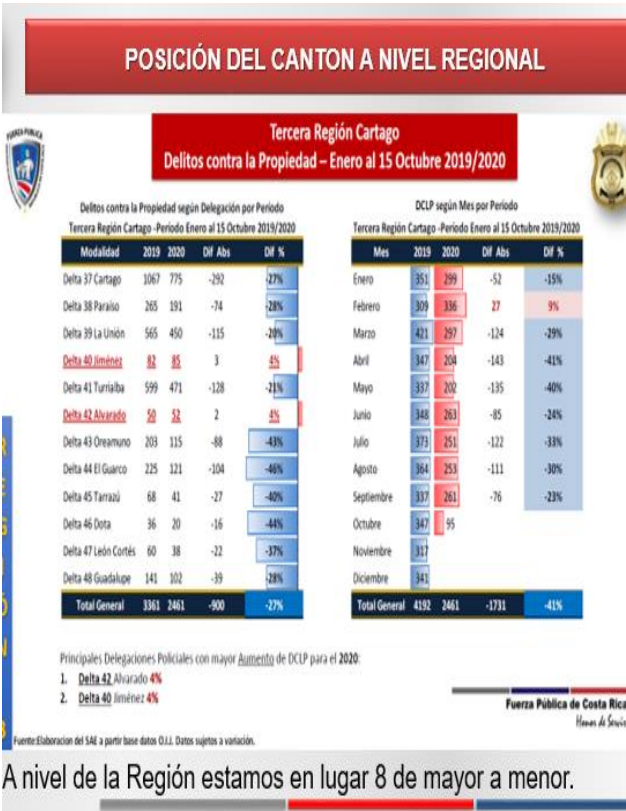 POSICIÓN DEL CANTON A NIVEL REGIONAL
FUERZA PUBLICA
Tercera Región Cartago
Delitos contra la Propiedad – Enero al 15 Octubre 2019/2020
Delitos contra la Propiedad según Delegación por Periodo
Tercera Región Cartago -Periodo Enero al 15 Octubre 2019/2020
Modalidad 2019 2020 Dif Abs Dif %
Delta 37 Cartago 1067 775 -292 -27%
Delta 38 Paraíso 265 191 -74 -28%
Delta 39 La Unión 565 450 -115 -20%
Delta 40 Jiménez 82 85 3 4%
Delta 41 Turrialba 599 471 -128 -21%
Delta 42 Alvarado 50 52 2 4%
Delta 43 Oreamuno 203 115 -88 -43%
Delta 44 El Guarco 225 121 -104 -46%
Delta 45 Tarrazú 68 41 -27 -40%
Delta 46 Dota 36 20 -16 -44%
Delta 47 León Cortés 60 38 -22 -37%
Delta 48 Guadalupe 141 102 -39 -28%
Total General 3361 2461 -900 -27%
DCLP según Mes por Periodo
Tercera Región Cartago -Periodo Enero al 15 Octubre 2019/2020
Mes 2019 2020 Dif Abs Dif %
Enero 351 299 -52 -15%
Febrero 309 336 27 9%
Marzo 421 297 -124 -29%
Abril 347 204 -143 -41%
Mayo 337 202 -135 -40%
Junio 348 263 -85 -24%
Julio 373 251 -122 -33%
Agosto 364 253 -111 -30%
Septiembre 337 261 -76 -23%
Octubre 347 95
Noviembre 317
Diciembre 341
Total General 4192 2461 -1731 -41%
REGIÓN
3
Principales Delegaciones Policiales con mayor Aumento de DCLP para el 2020:
1. Delta 42 Alvarado 4%
2. Delta 40 Jiménez 4%
Fuerza Pública de Costa Rica
Honor de Servir
Fuente:Elaboracion del SAE a partir base datos O.I.J. Datos sujetos a variación.
A nivel de la Región estamos en lugar 8 de mayor a menor.